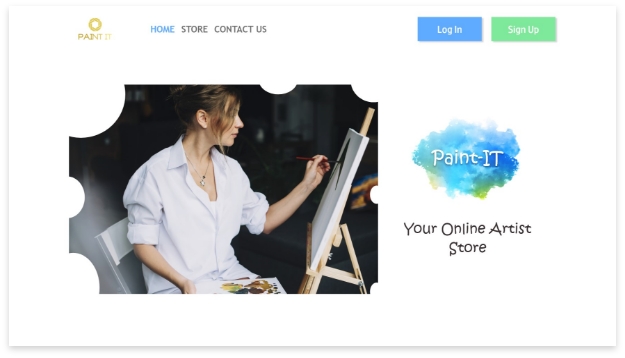 PAINT IT
HOME STORE CONTACT US
Log In
Sign Up
Paint-IT
Your Online Artist
Store